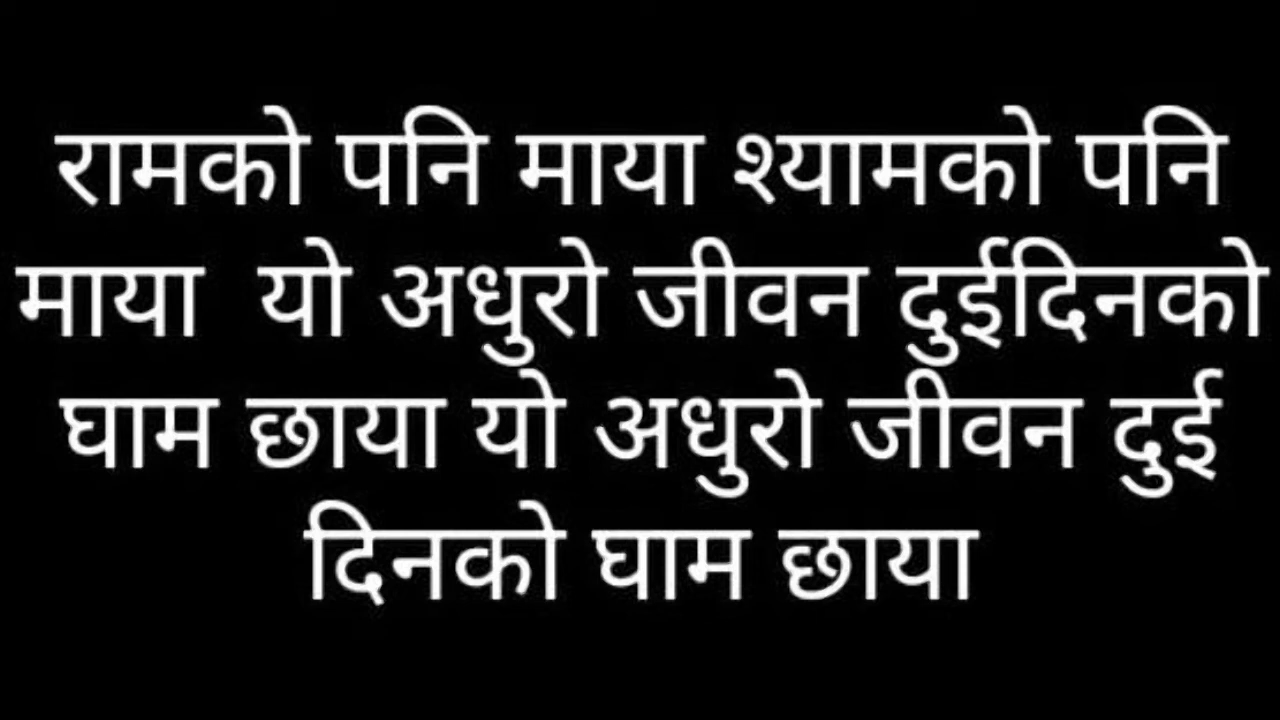 रामको पनि माया श्यामको पनि
माया  यो अधुरो जीवन दुईदिनको
घाम छाया यो अधुरो जीवन दुई
दिनको घाम छाया